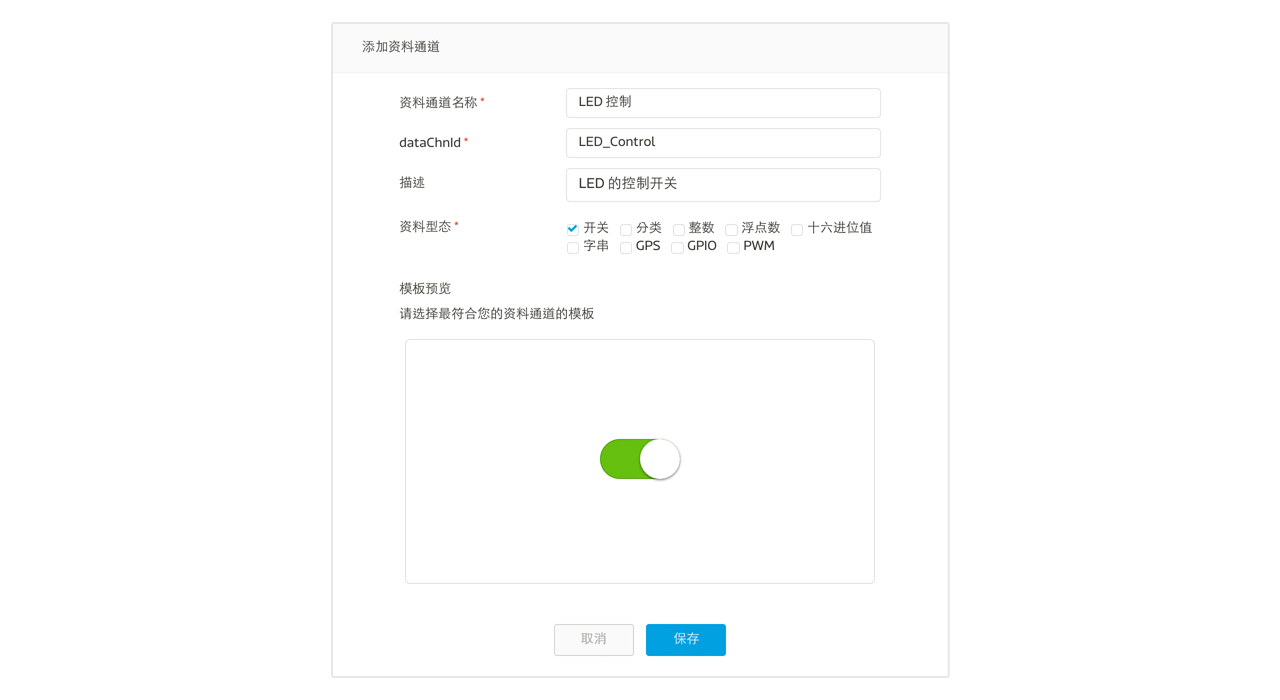 添加资料通道
资料通道名称* LED 控制
dataChnId* LED_Control
描述 LED 的控制开关
资料型态* 开关 分类 整数 浮点数 十六进位值
字串 GPS GPIO PWM
模板预览
请选择最符合您的资料通道的模板
取消 保存